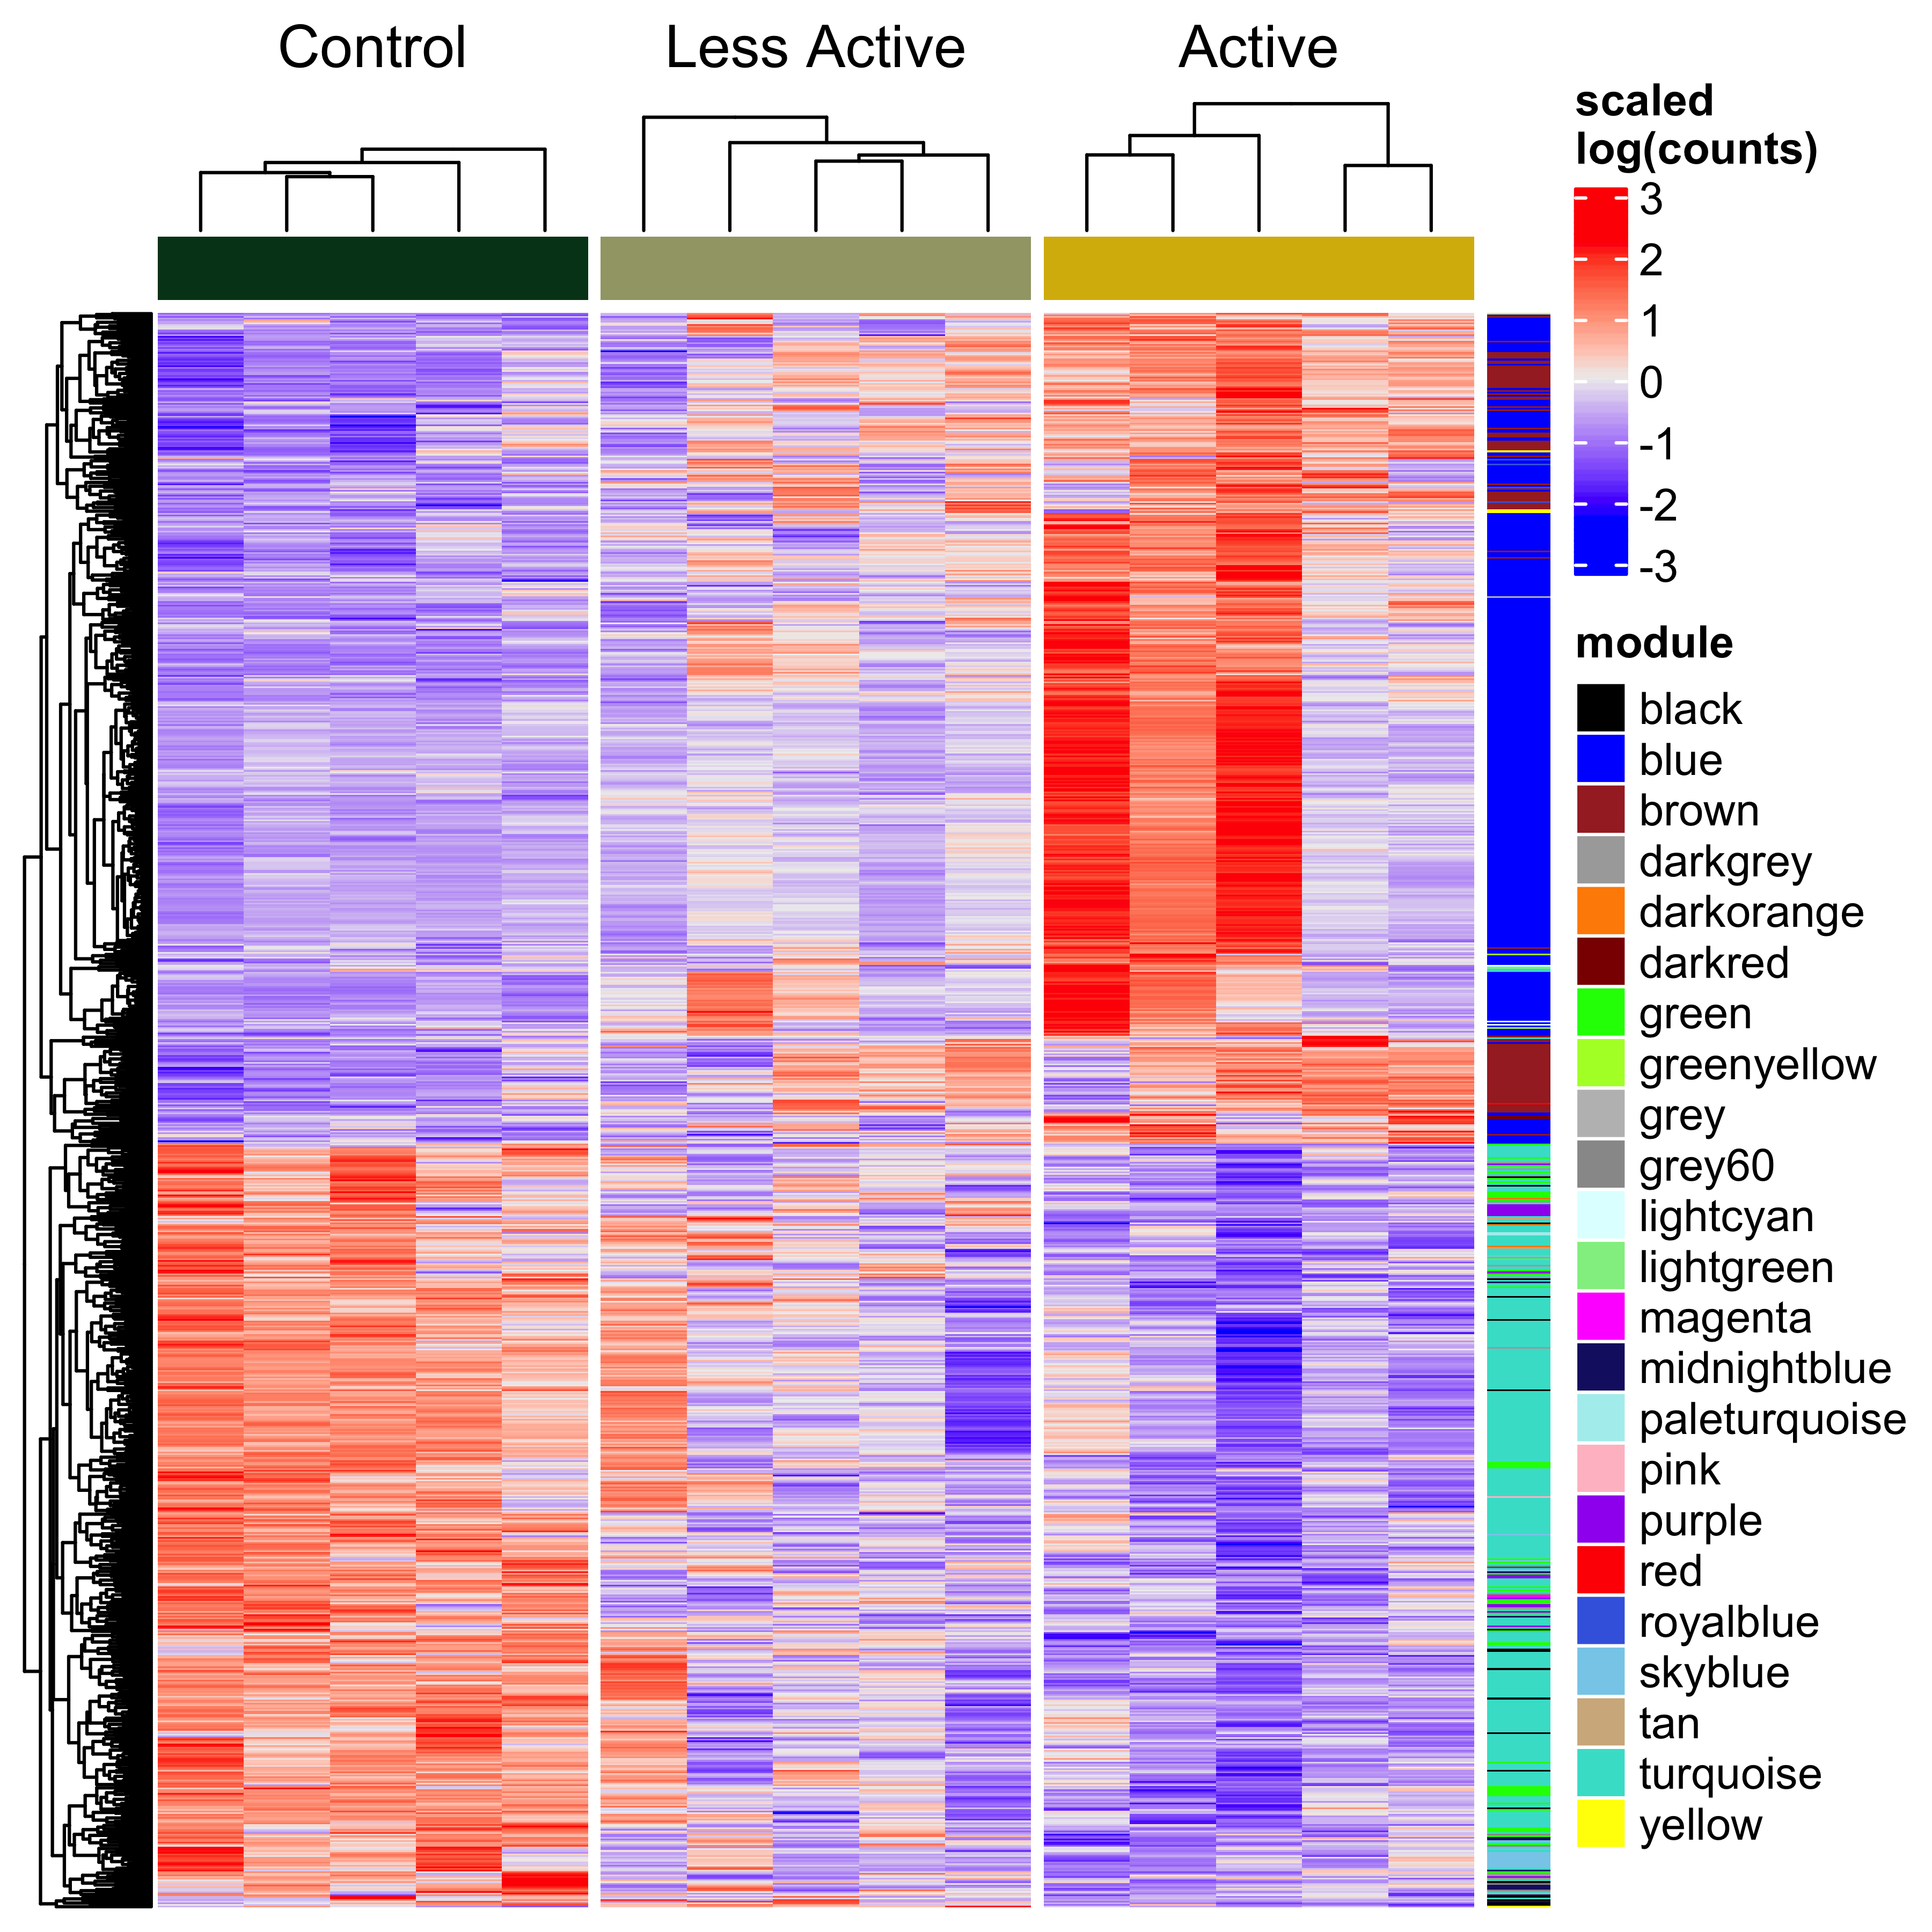 Control
Less Active
Active
scaled
log(counts)
3
2
1
0
-1
-2
-3
module
black
blue
brown
darkgrey
darkorange
darkred
green
greenyellow
grey
grey60
lightcyan
lightgreen
magenta
midnightblue
paleturquoise
pink
purple
red
royalblue
skyblue
tan
turquoise
yellow